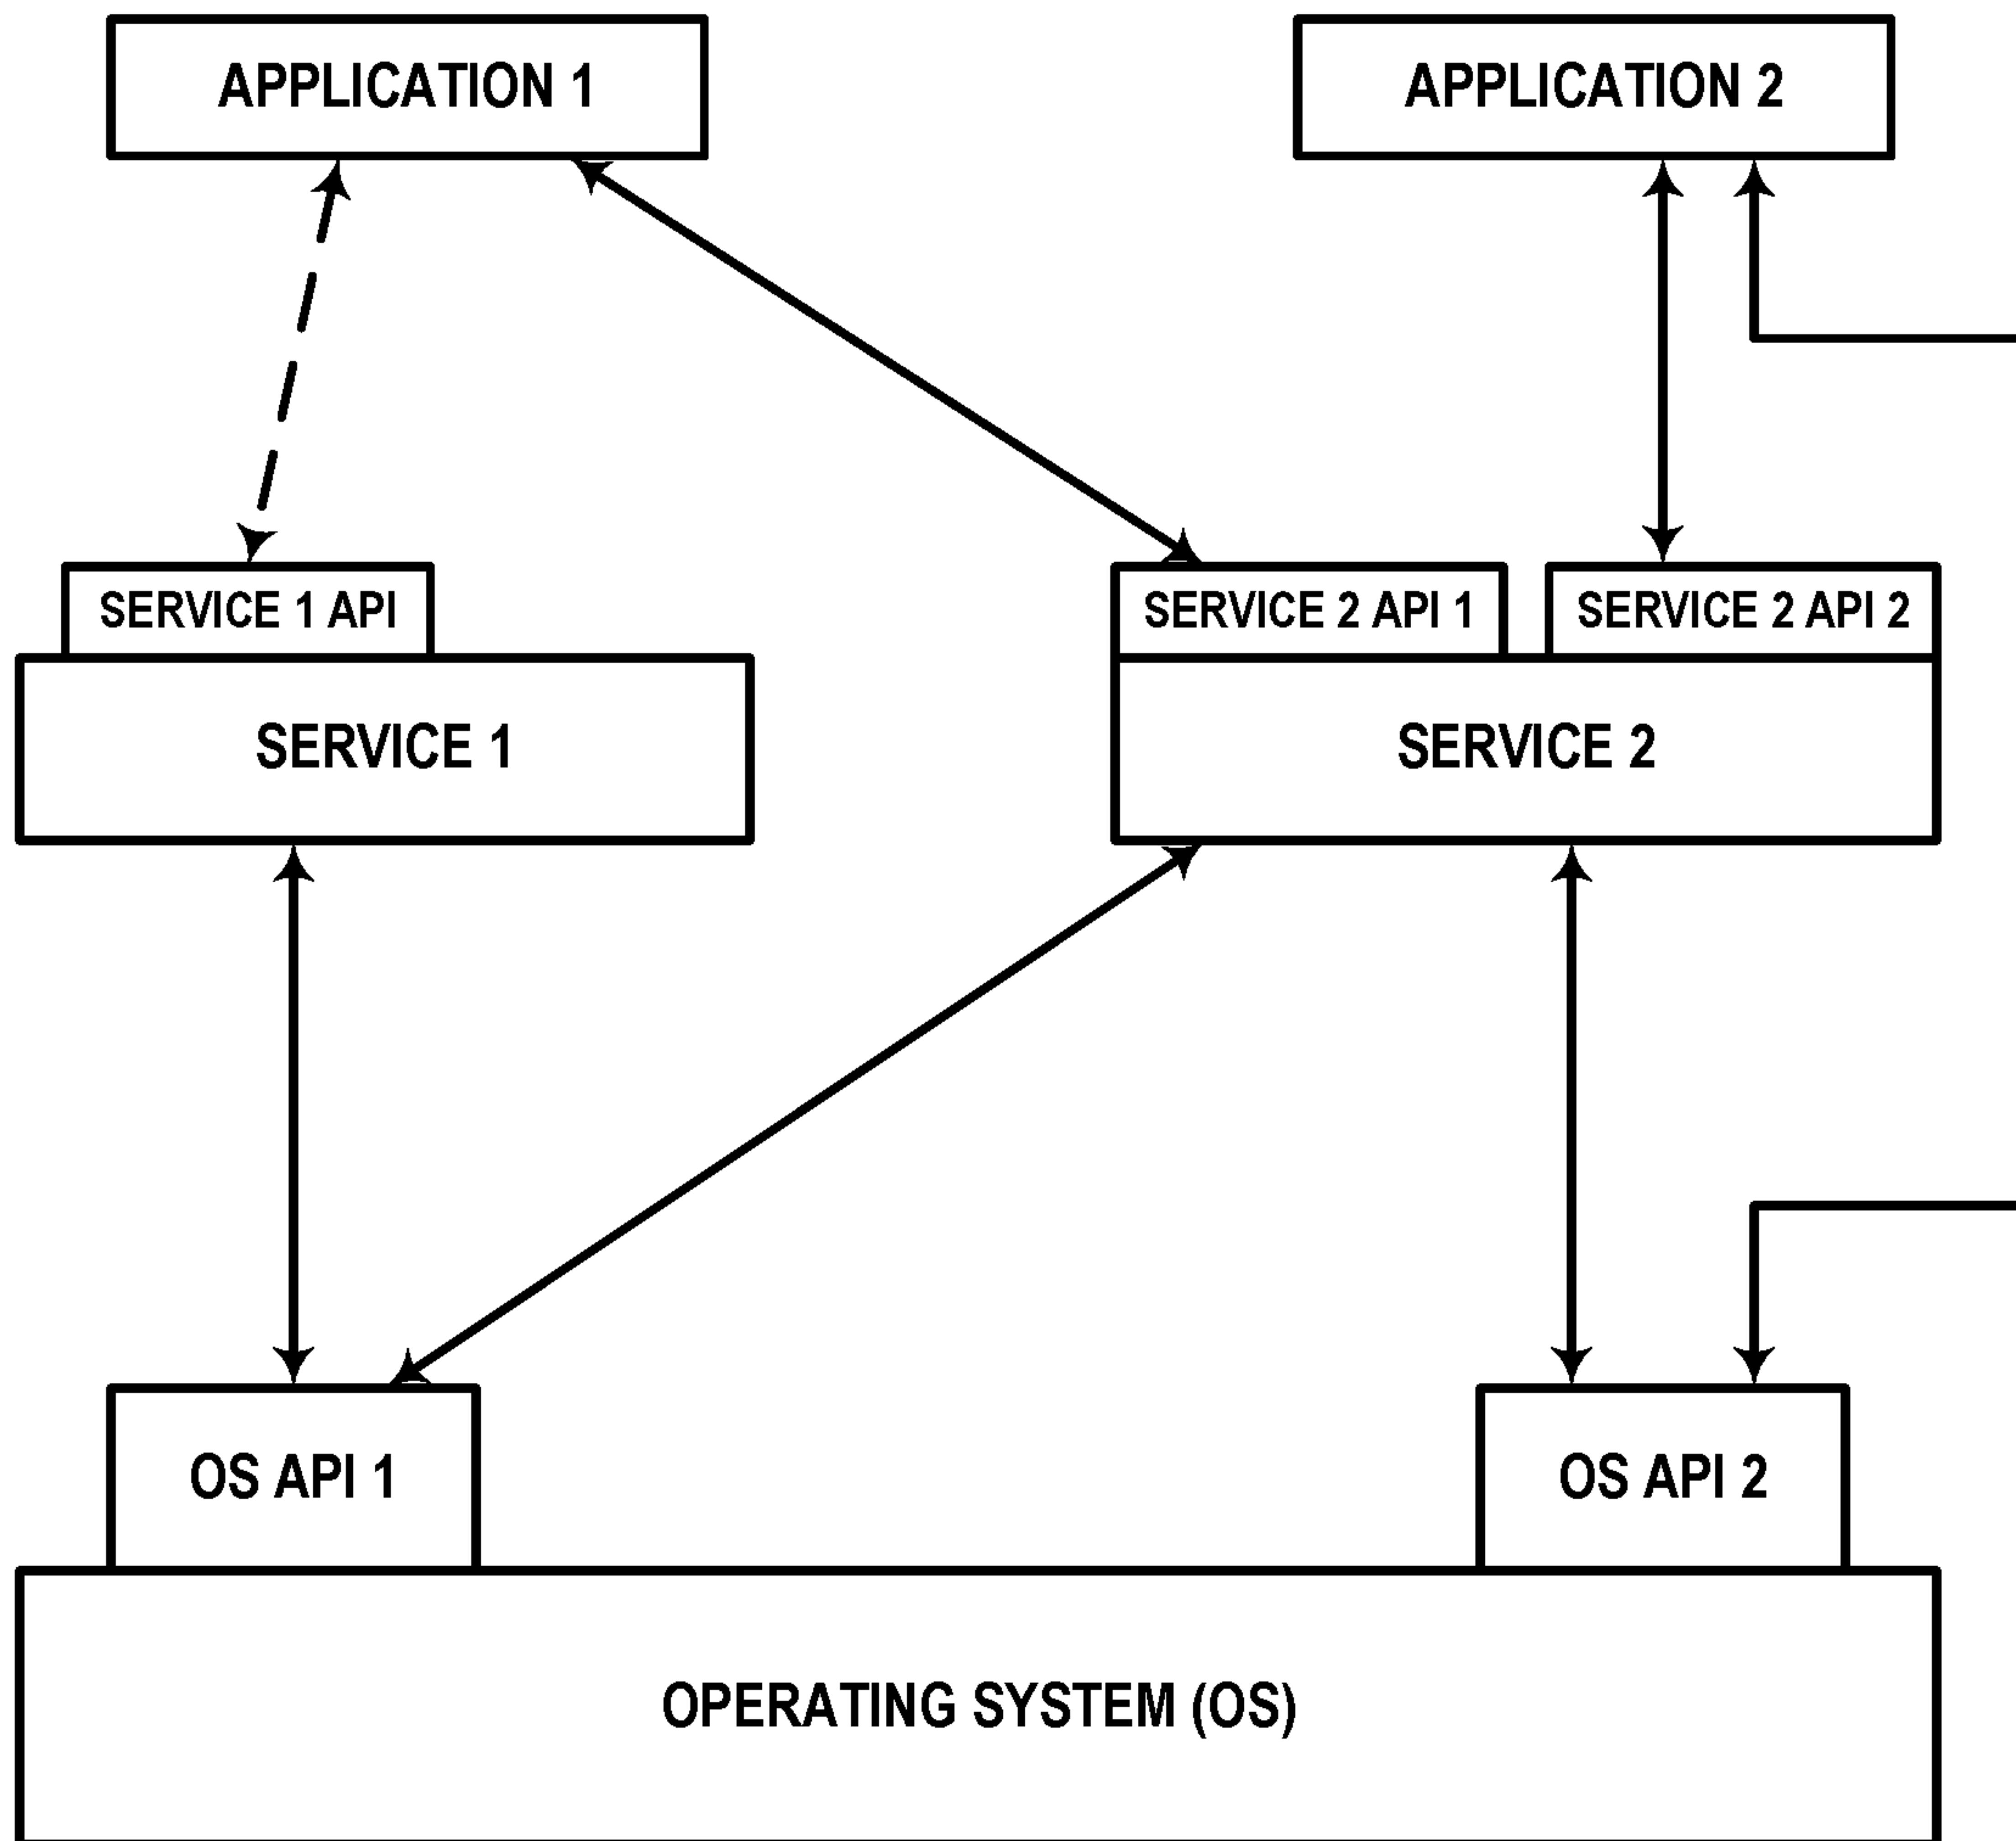 APPLICATION 1
APPLICATION 2
SERVICE 1 API
SERVICE 2 API 1
SERVICE 2 API 2
SERVICE 1
SERVICE 2
OS API 1
OS API 2
OPERATING SYSTEM (OS)